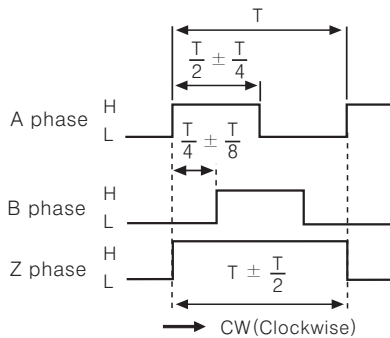 T
T/2 ± T/4
A phase H
L
T/4 ± T/8
B phase H
L
Z phase H
L
T ± T/2
CW(Clockwise)